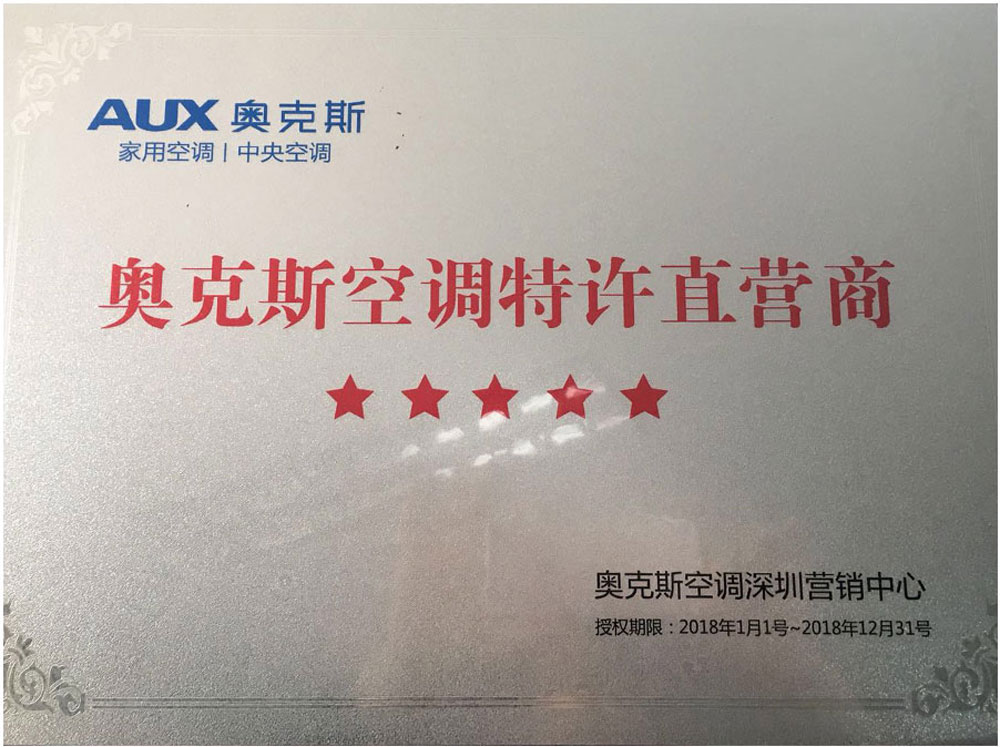 AUX 奥克斯
家用空调 | 中央空调
奥克斯空调特许直营商
奥克斯空调深圳营销中心
授权期限：2018年1月1号~2018年12月31号